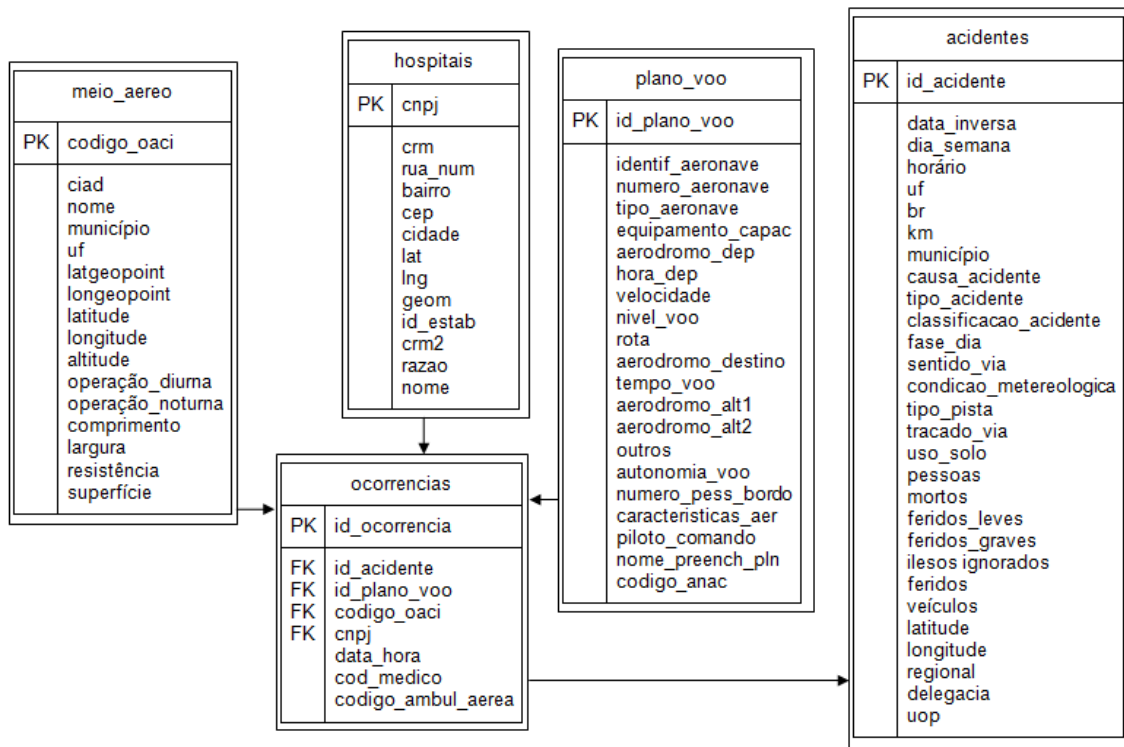 meio_aereo
PK codigo_oaci
ciad
nome
município
uf
latgeopoint
longeopoint
latitude
longitude
altitude
operação_diurna
operação_noturna
comprimento
largura
resistência
superfície
hospitais
PK cnpj
crm
rua_num
bairro
cep
cidade
lat
lng
geom
id_estab
crm2
razao
nome
plano_voo
PK id_plano_voo
identif_aeronave
numero_aeronave
tipo_aeronave
equipamento_capac
aerodromo_dep
hora_dep
velocidade
nivel_voo
rota
aerodromo_destino
tempo_voo
aerodromo_alt1
aerodromo_alt2
outros
autonomia_voo
numero_pess_bordo
caracteristicas_aer
piloto_comando
nome_preench_pln
codigo_anac
acidentes
PK id_acidente
data_inversa
dia_semana
horário
uf
br
km
município
causa_acidente
tipo_acidente
classificacao_acidente
fase_dia
sentido_via
condicao_metereologica
tipo_pista
tracado_via
uso_solo
pessoas
mortos
feridos_leves
feridos_graves
ilesos ignorados
feridos
veículos
latitude
longitude
regional
delegacia
uop
ocorrencias
PK id_ocorrencia
FK id_acidente
FK id_plano_voo
FK codigo_oaci
FK cnpj
data_hora
cod_medico
codigo_ambul_aerea